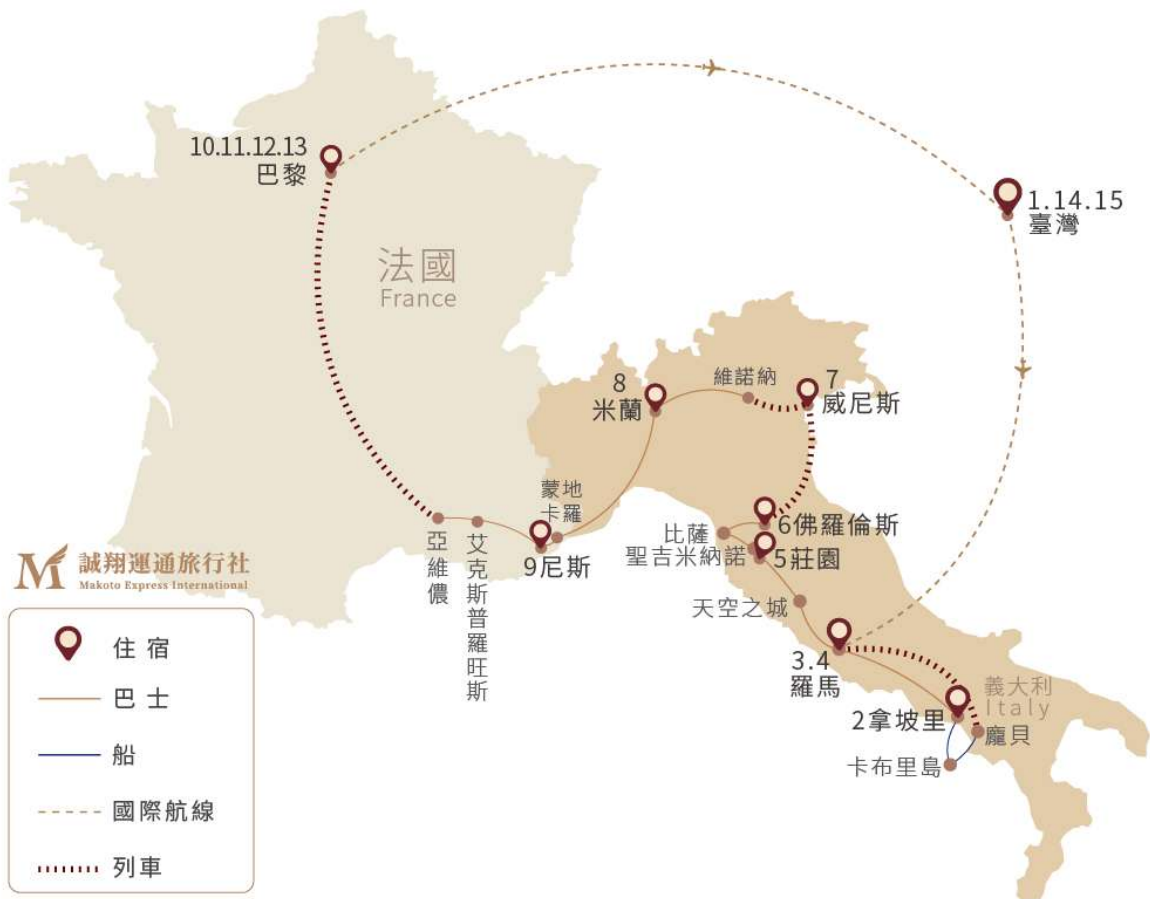 10.11.12.13
巴黎
1.14.15
臺灣
法國
France
8
米蘭
維諾納
7
威尼斯
蒙地
卡羅
9尼斯
亞維儂
艾克斯普羅旺斯
比薩
6佛羅倫斯
聖吉米納諾
5莊園
天空之城
3.4
羅馬
義大利
Italy
2拿坡里
龐貝
卡布里島
M 誠翔運通旅行社
Makoto Express International
住宿
巴士
船
國際航線
列車